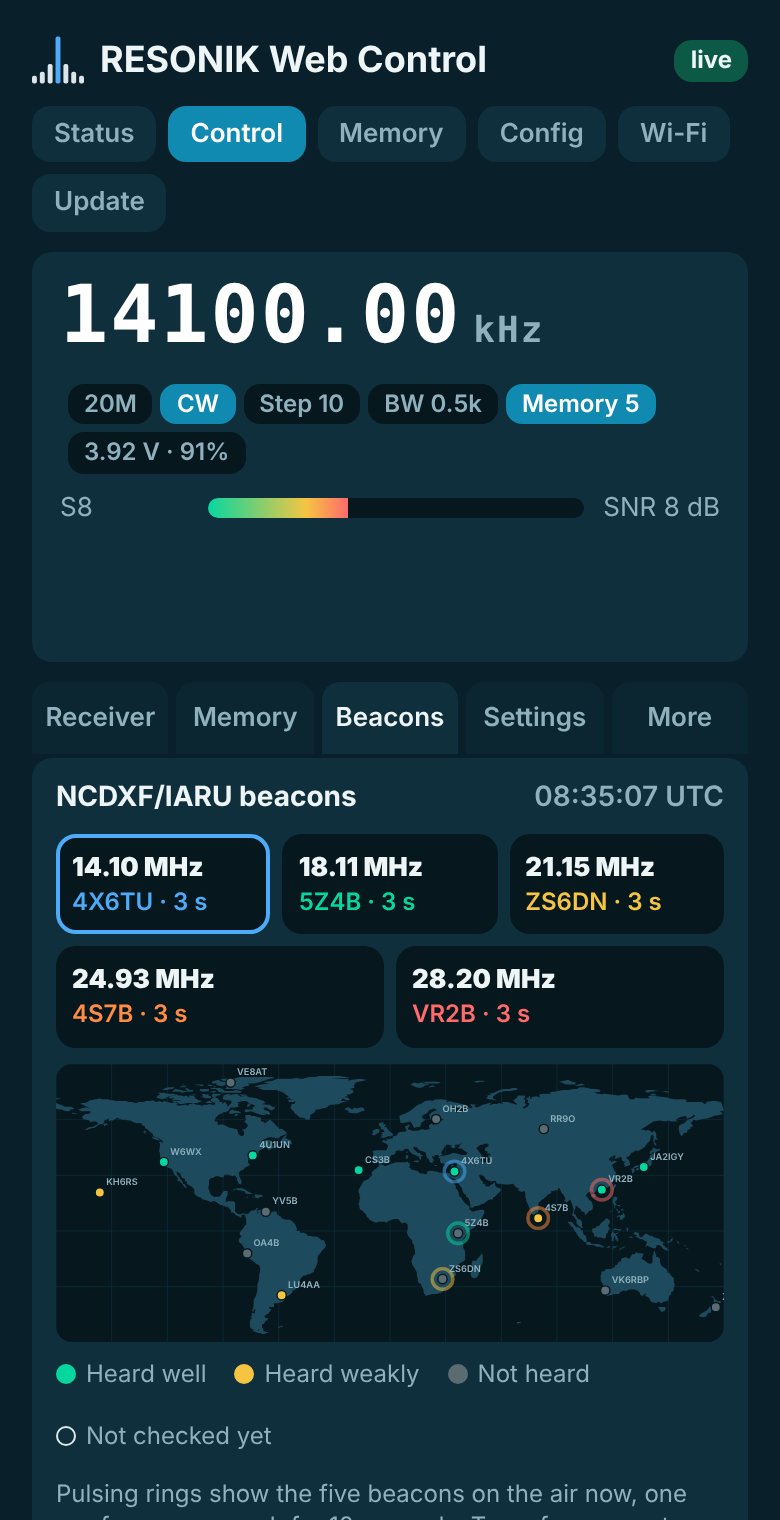 RESONIK Web Control
live
Status Control Memory Config Wi-Fi
Update
14100.00 kHz
20M CW Step 10 BW 0.5k Memory 5
3.92 V · 91%
S8 SNR 8 dB
Receiver Memory Beacons Settings More
NCDXF/IARU beacons 08:35:07 UTC
14.10 MHz
4X6TU · 3 s
18.11 MHz
5Z4B · 3 s
21.15 MHz
ZS6DN · 3 s
24.93 MHz
4S7B · 3 s
28.20 MHz
VR2B · 3 s
VE8AT
OH2B
RR9O
W6WX
4U1UN
CS3B
4X6TU
JA2IGY
KH6RS
VR2B
YV5B
4S7B
5Z4B
OA4B
ZS6DN
LU4AA
VK6RBP
Heard well Heard weakly Not heard
Not checked yet
Pulsing rings show the five beacons on the air now, one